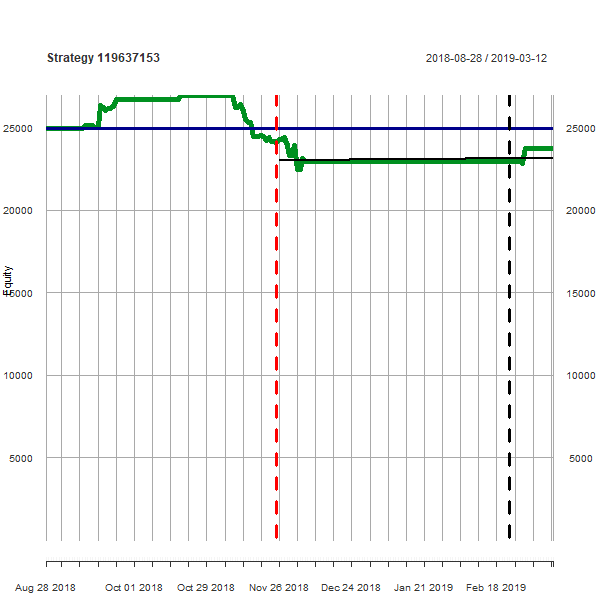 Strategy 119637153
2018-08-28 / 2019-03-12
25000
25000
20000
20000
Equity
15000
15000
10000
10000
5000
5000
Aug 28 2018
Oct 01 2018
Oct 29 2018
Nov 26 2018
Dec 24 2018
Jan 21 2019
Feb 18 2019